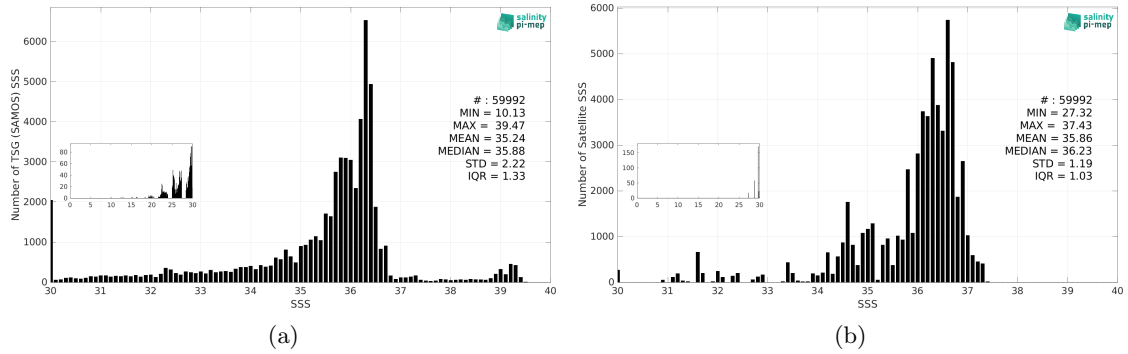 salinity
pi-mep
Number of TSG (SAMOS) SSS
6000
5000
4000
3000
2000
1000
0
30 31 32 33 34 35 36 37 38 39 40
SSS
# : 59992
MIN = 10.13
MAX = 39.47
MEAN = 35.24
MEDIAN = 35.88
STD = 2.22
IQR = 1.33
80
60
40
20
0
0 5 10 15 20 25 30
(a)
salinity
pi-mep
Number of Satellite SSS
6000
5000
4000
3000
2000
1000
0
30 31 32 33 34 35 36 37 38 39 40
SSS
# : 59992
MIN = 27.32
MAX = 37.43
MEAN = 35.86
MEDIAN = 36.23
STD = 1.19
IQR = 1.03
150
100
50
0
0 5 10 15 20 25 30
(b)